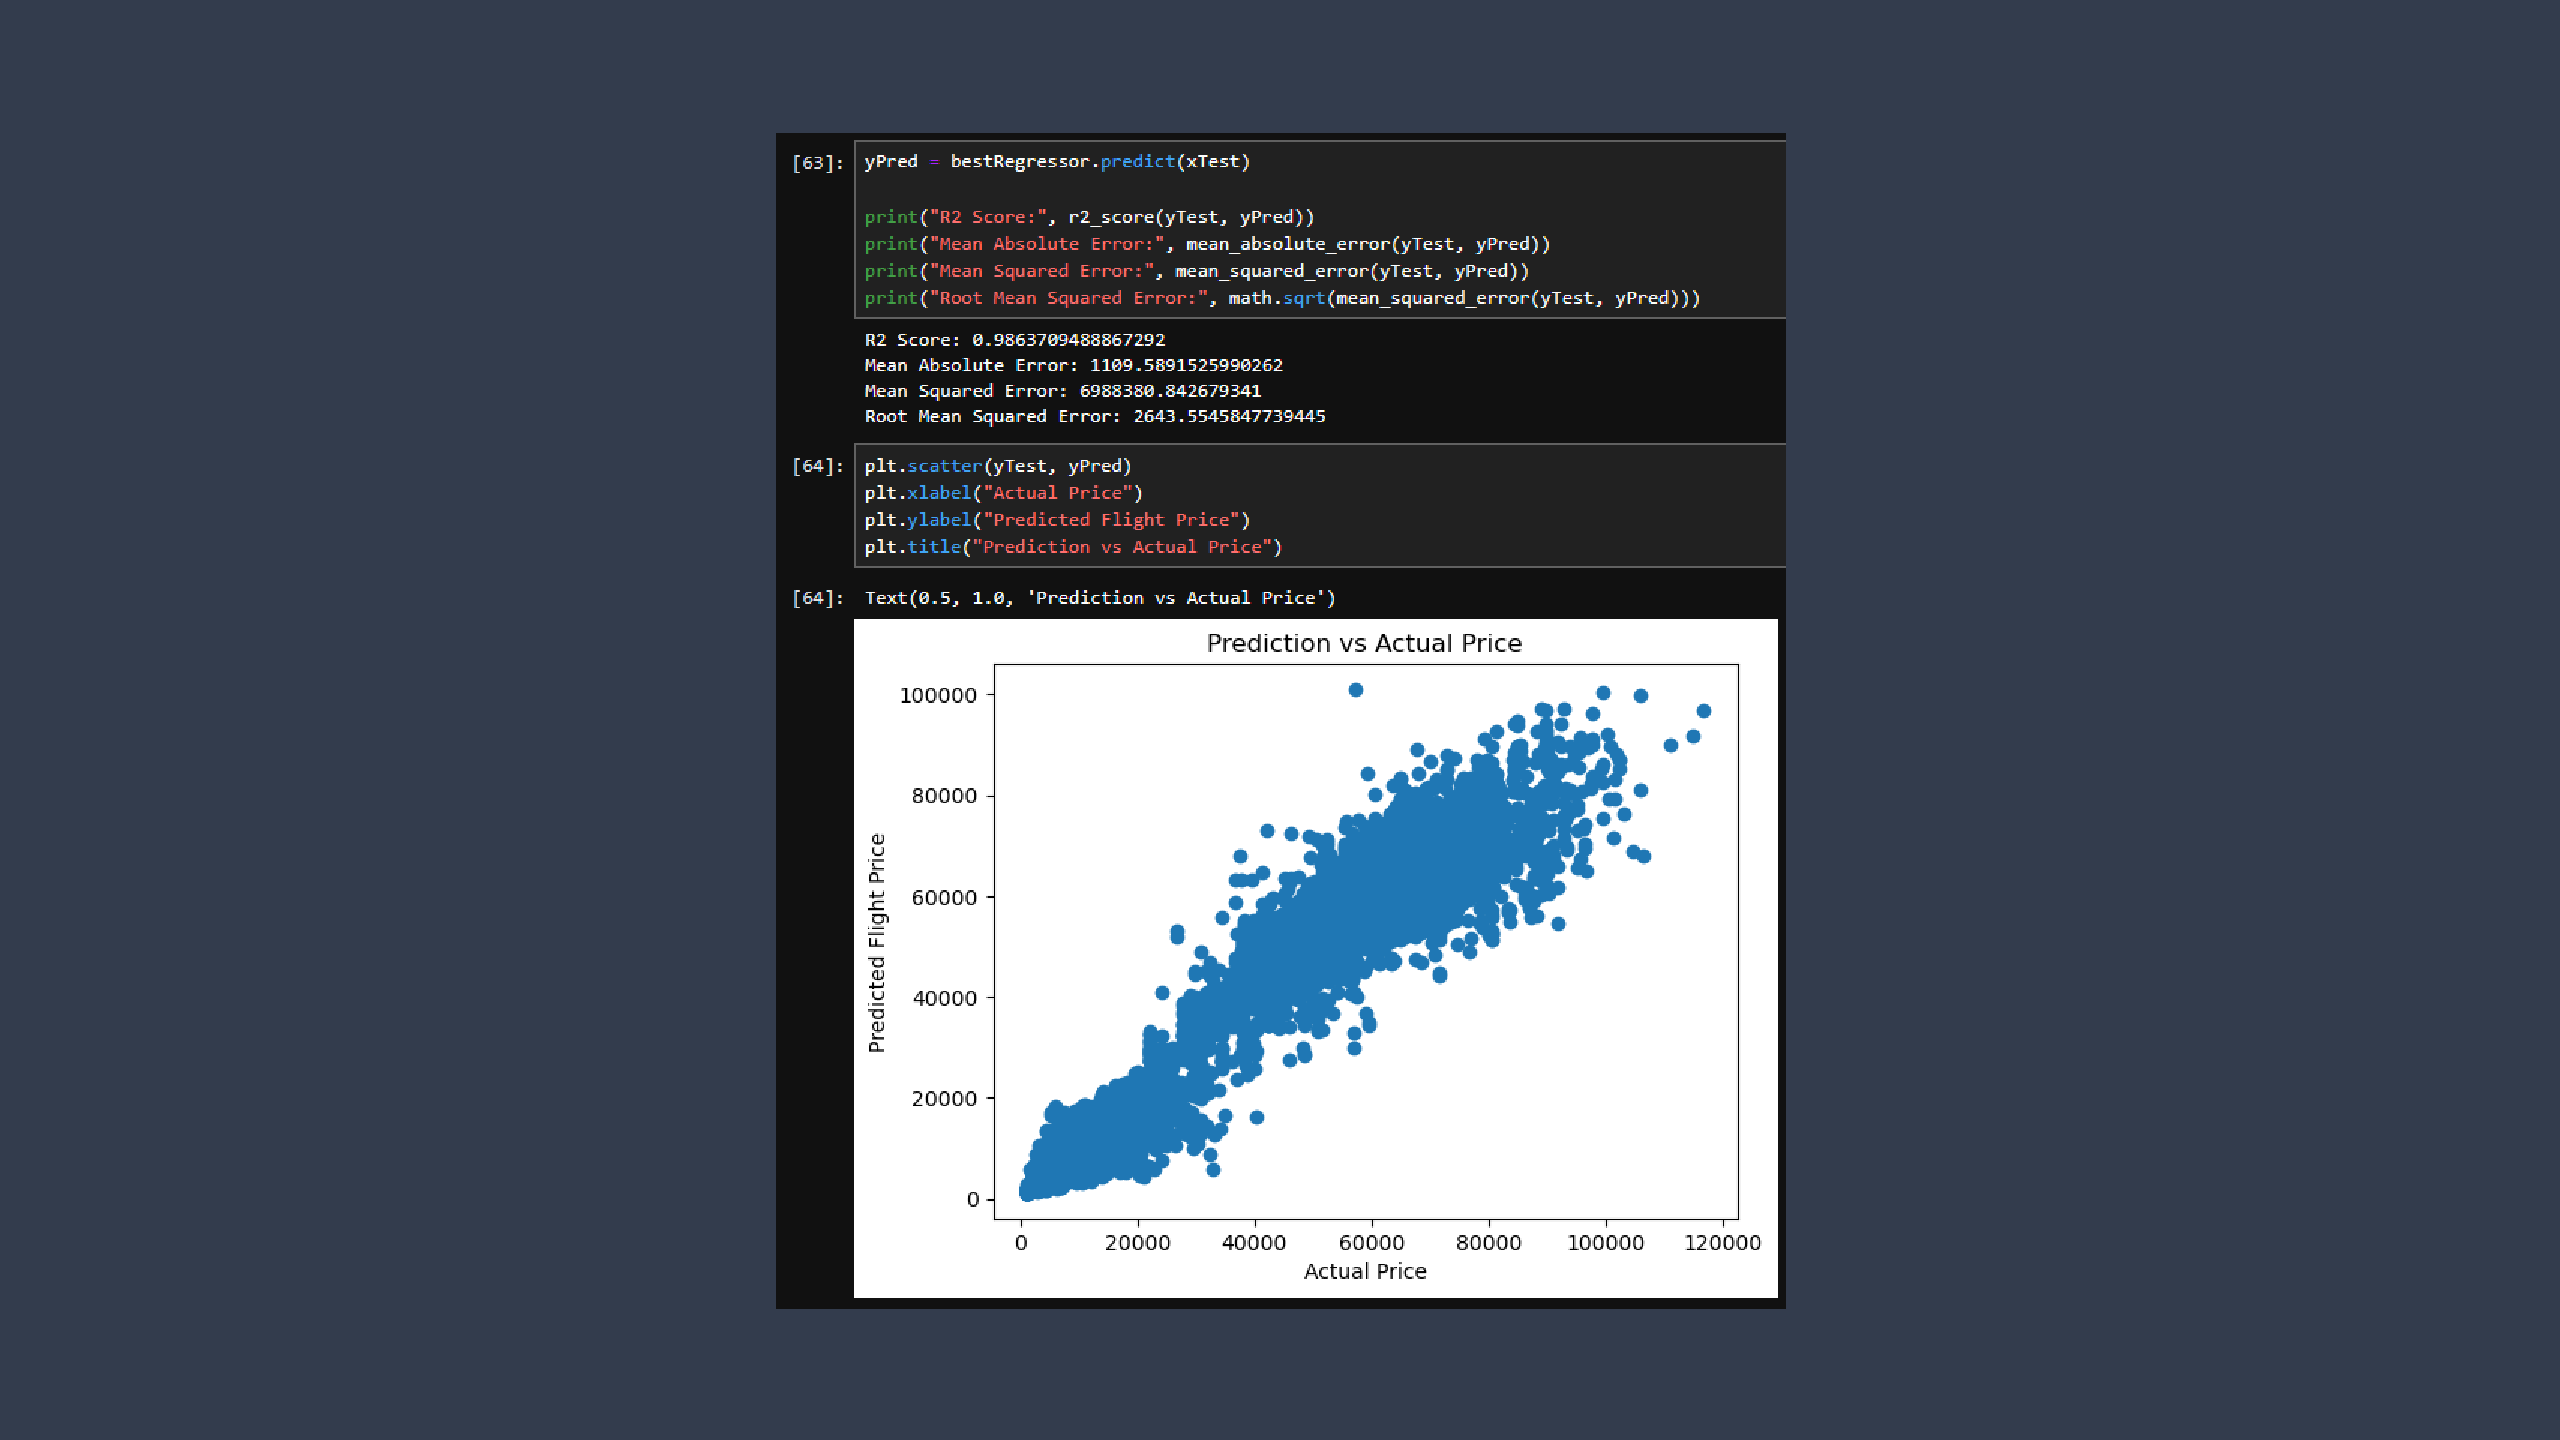 [63]: yPred = bestRegressor.predict(xTest)
print("R2 Score:", r2_score(yTest, yPred))
print("Mean Absolute Error:", mean_absolute_error(yTest, yPred))
print("Mean Squared Error:", mean_squared_error(yTest, yPred))
print("Root Mean Squared Error:", math.sqrt(mean_squared_error(yTest, yPred)))
R2 Score: 0.9863709488867292
Mean Absolute Error: 1109.5891525990262
Mean Squared Error: 6988380.842679341
Root Mean Squared Error: 2643.5545847739445
[64]: plt.scatter(yTest, yPred)
plt.xlabel("Actual Price")
plt.ylabel("Predicted Flight Price")
plt.title("Prediction vs Actual Price")
[64]: Text(0.5, 1.0, 'Prediction vs Actual Price')
Prediction vs Actual Price
100000
80000
60000
40000
20000
0
Predicted Flight Price
0 20000 40000 60000 80000 100000 120000
Actual Price